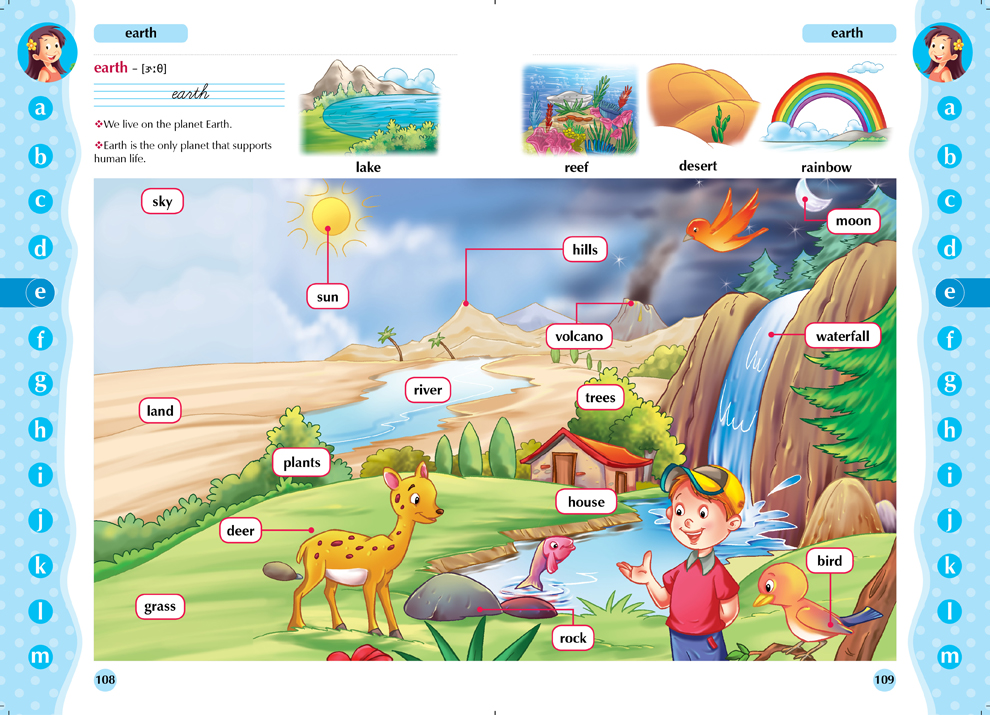 earth
earth
earth – [ɜːθ]
earth
❖We live on the planet Earth.
❖Earth is the only planet that supports
human life.
lake
reef
desert
rainbow
a
b
c
d
e
f
g
h
i
j
k
l
m
sky
sun
hills
volcano
moon
waterfall
river
trees
land
plants
house
deer
bird
grass
rock
a
b
c
d
e
f
g
h
i
j
k
l
m
108
109